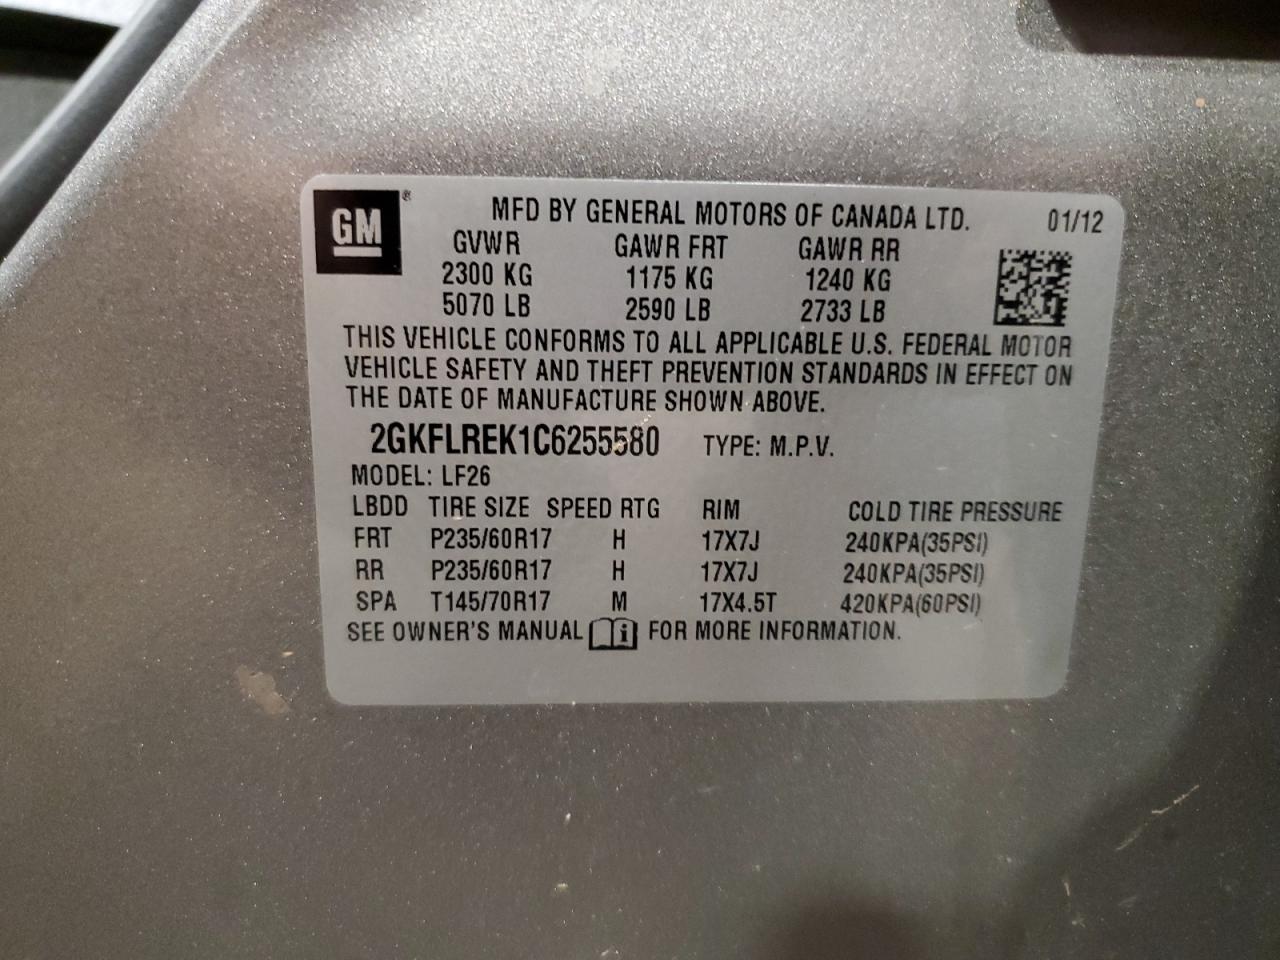 GM®
MFD BY GENERAL MOTORS OF CANADA LTD. 01/12
GVWR GAWR FRT GAWR RR
2300 KG 1175 KG 1240 KG
5070 LB 2590 LB 2733 LB
THIS VEHICLE CONFORMS TO ALL APPLICABLE U.S. FEDERAL MOTOR
VEHICLE SAFETY AND THEFT PREVENTION STANDARDS IN EFFECT ON
THE DATE OF MANUFACTURE SHOWN ABOVE.
2GKFLREK1C6255580 TYPE: M.P.V.
MODEL: LF26
LBDD TIRE SIZE SPEED RTG RIM COLD TIRE PRESSURE
FRT P235/60R17 H 17X7J 240KPA(35PSI)
RR P235/60R17 H 17X7J 240KPA(35PSI)
SPA T145/70R17 M 17X4.5T 420KPA(60PSI)
SEE OWNER'S MANUAL i FOR MORE INFORMATION.